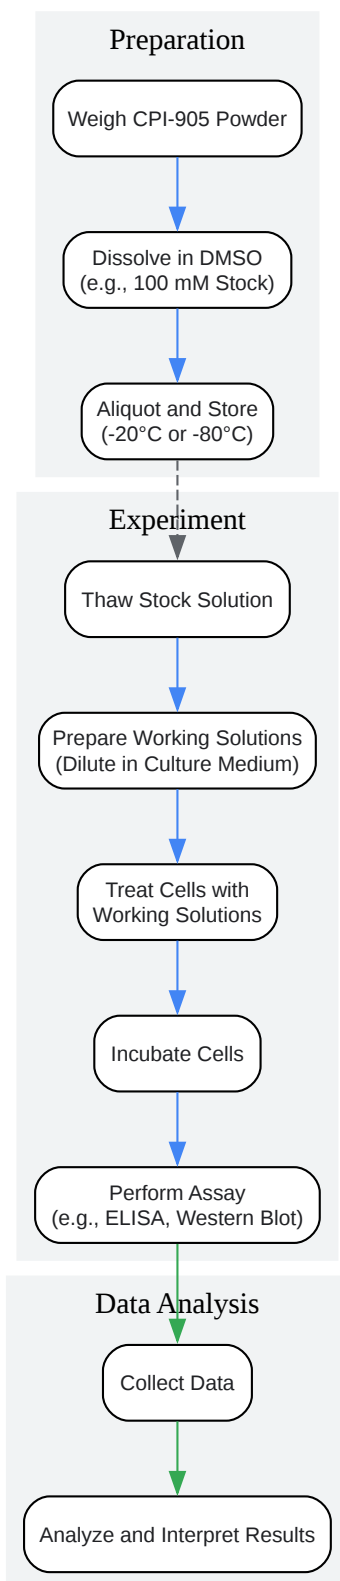 Preparation
Weigh CPI-905 Powder
Dissolve in DMSO
(e.g., 100 mM Stock)
Aliquot and Store
(-20°C or -80°C)
Experiment
Thaw Stock Solution
Prepare Working Solutions
(Dilute in Culture Medium)
Treat Cells with
Working Solutions
Incubate Cells
Perform Assay
(e.g., ELISA, Western Blot)
Data Analysis
Collect Data
Analyze and Interpret Results